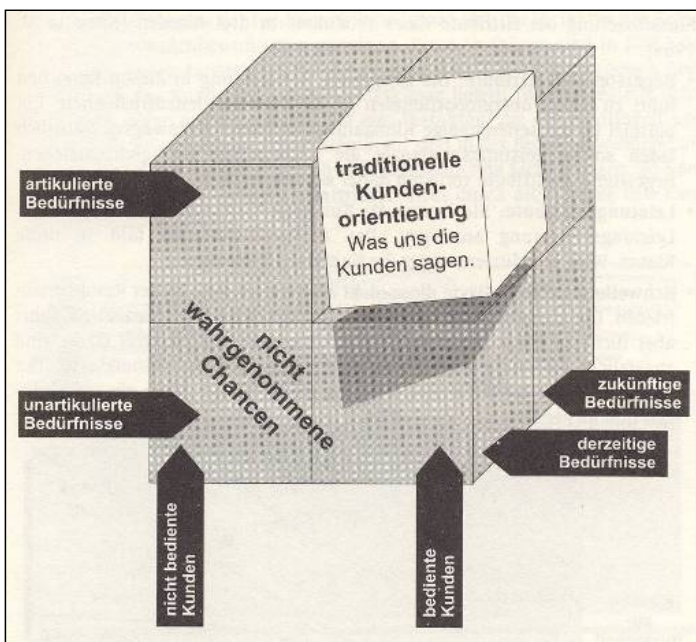 traditionelle
Kunden-
orientierung
Was uns die
Kunden sagen.
artikulierte
Bedürfnisse
nicht
wahrgenommene
Chancen
unartikulierte
Bedürfnisse
zukünftige
Bedürfnisse
derzeitige
Bedürfnisse
nicht bediente
Kunden
bediente
Kunden